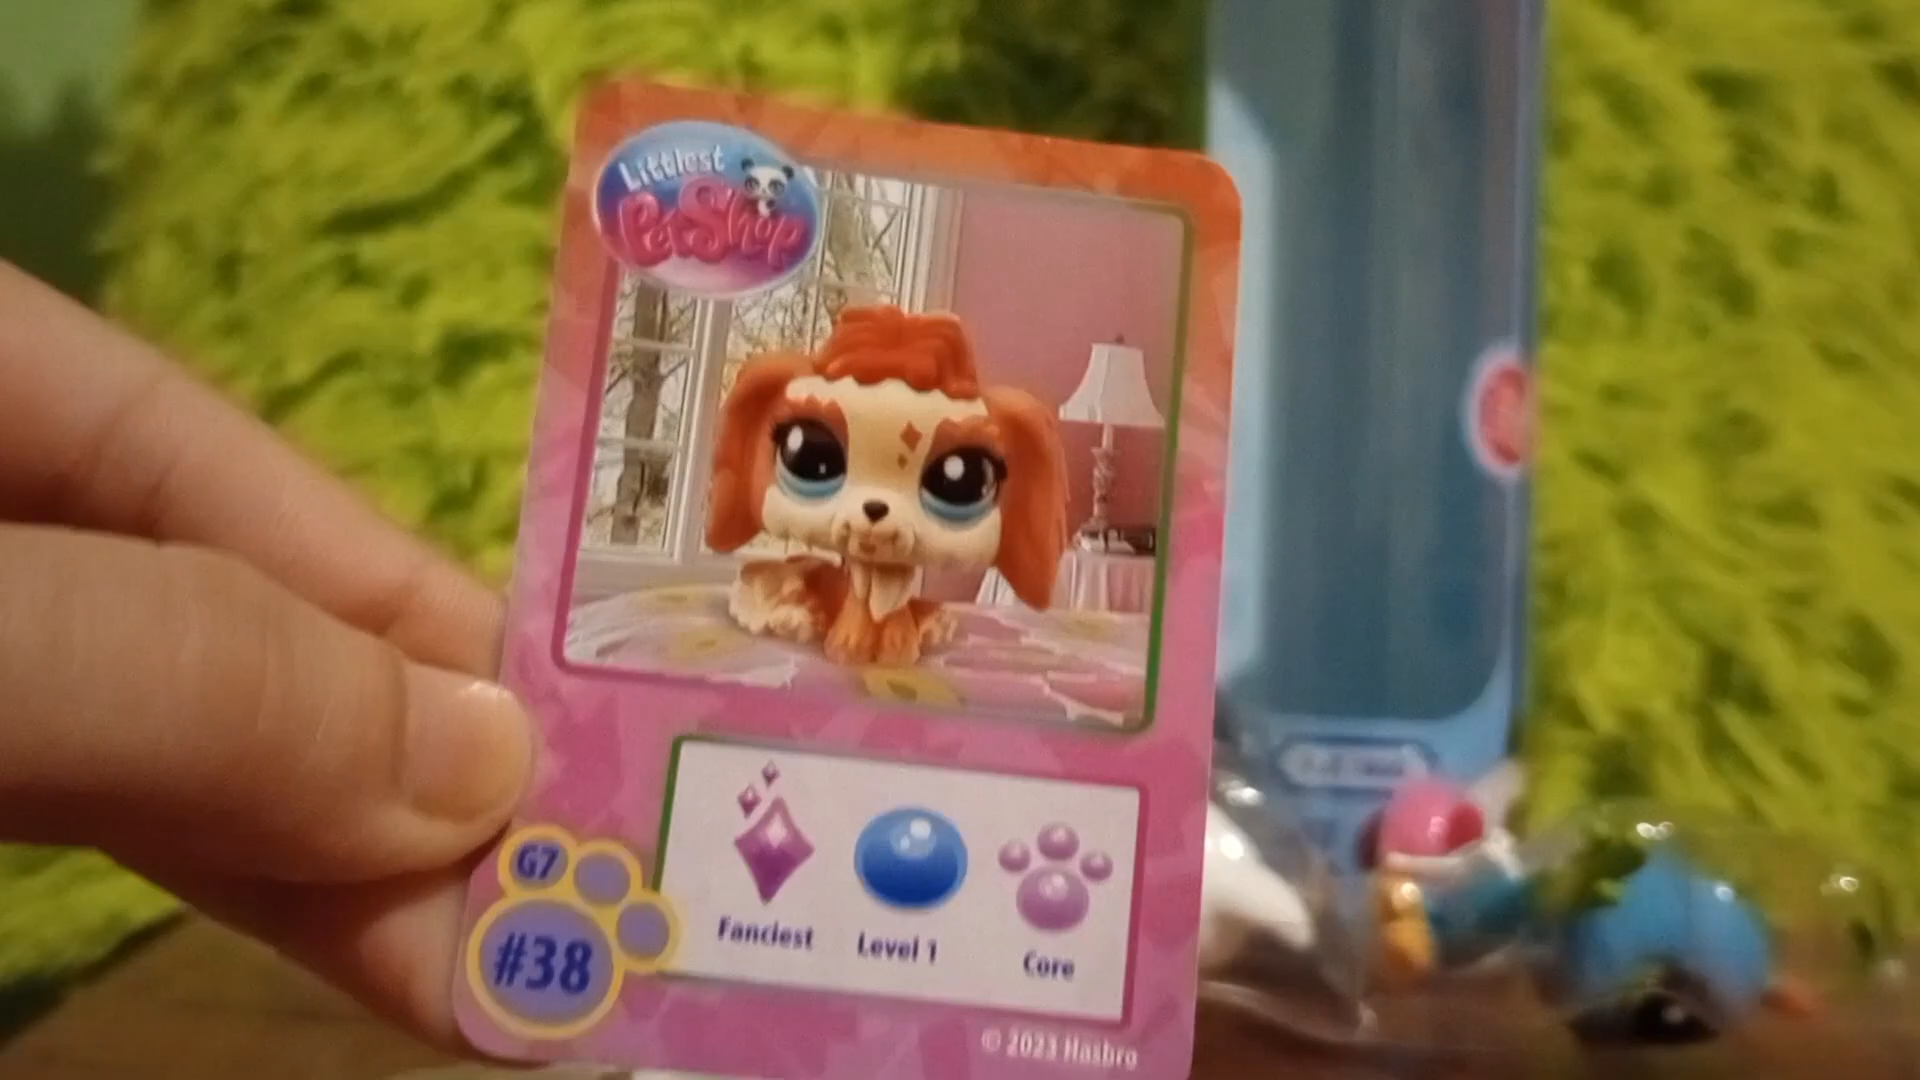 Littlest
PetShop
G7
#38
Fanciest
Level 1
Core
© 2023 Hasbro